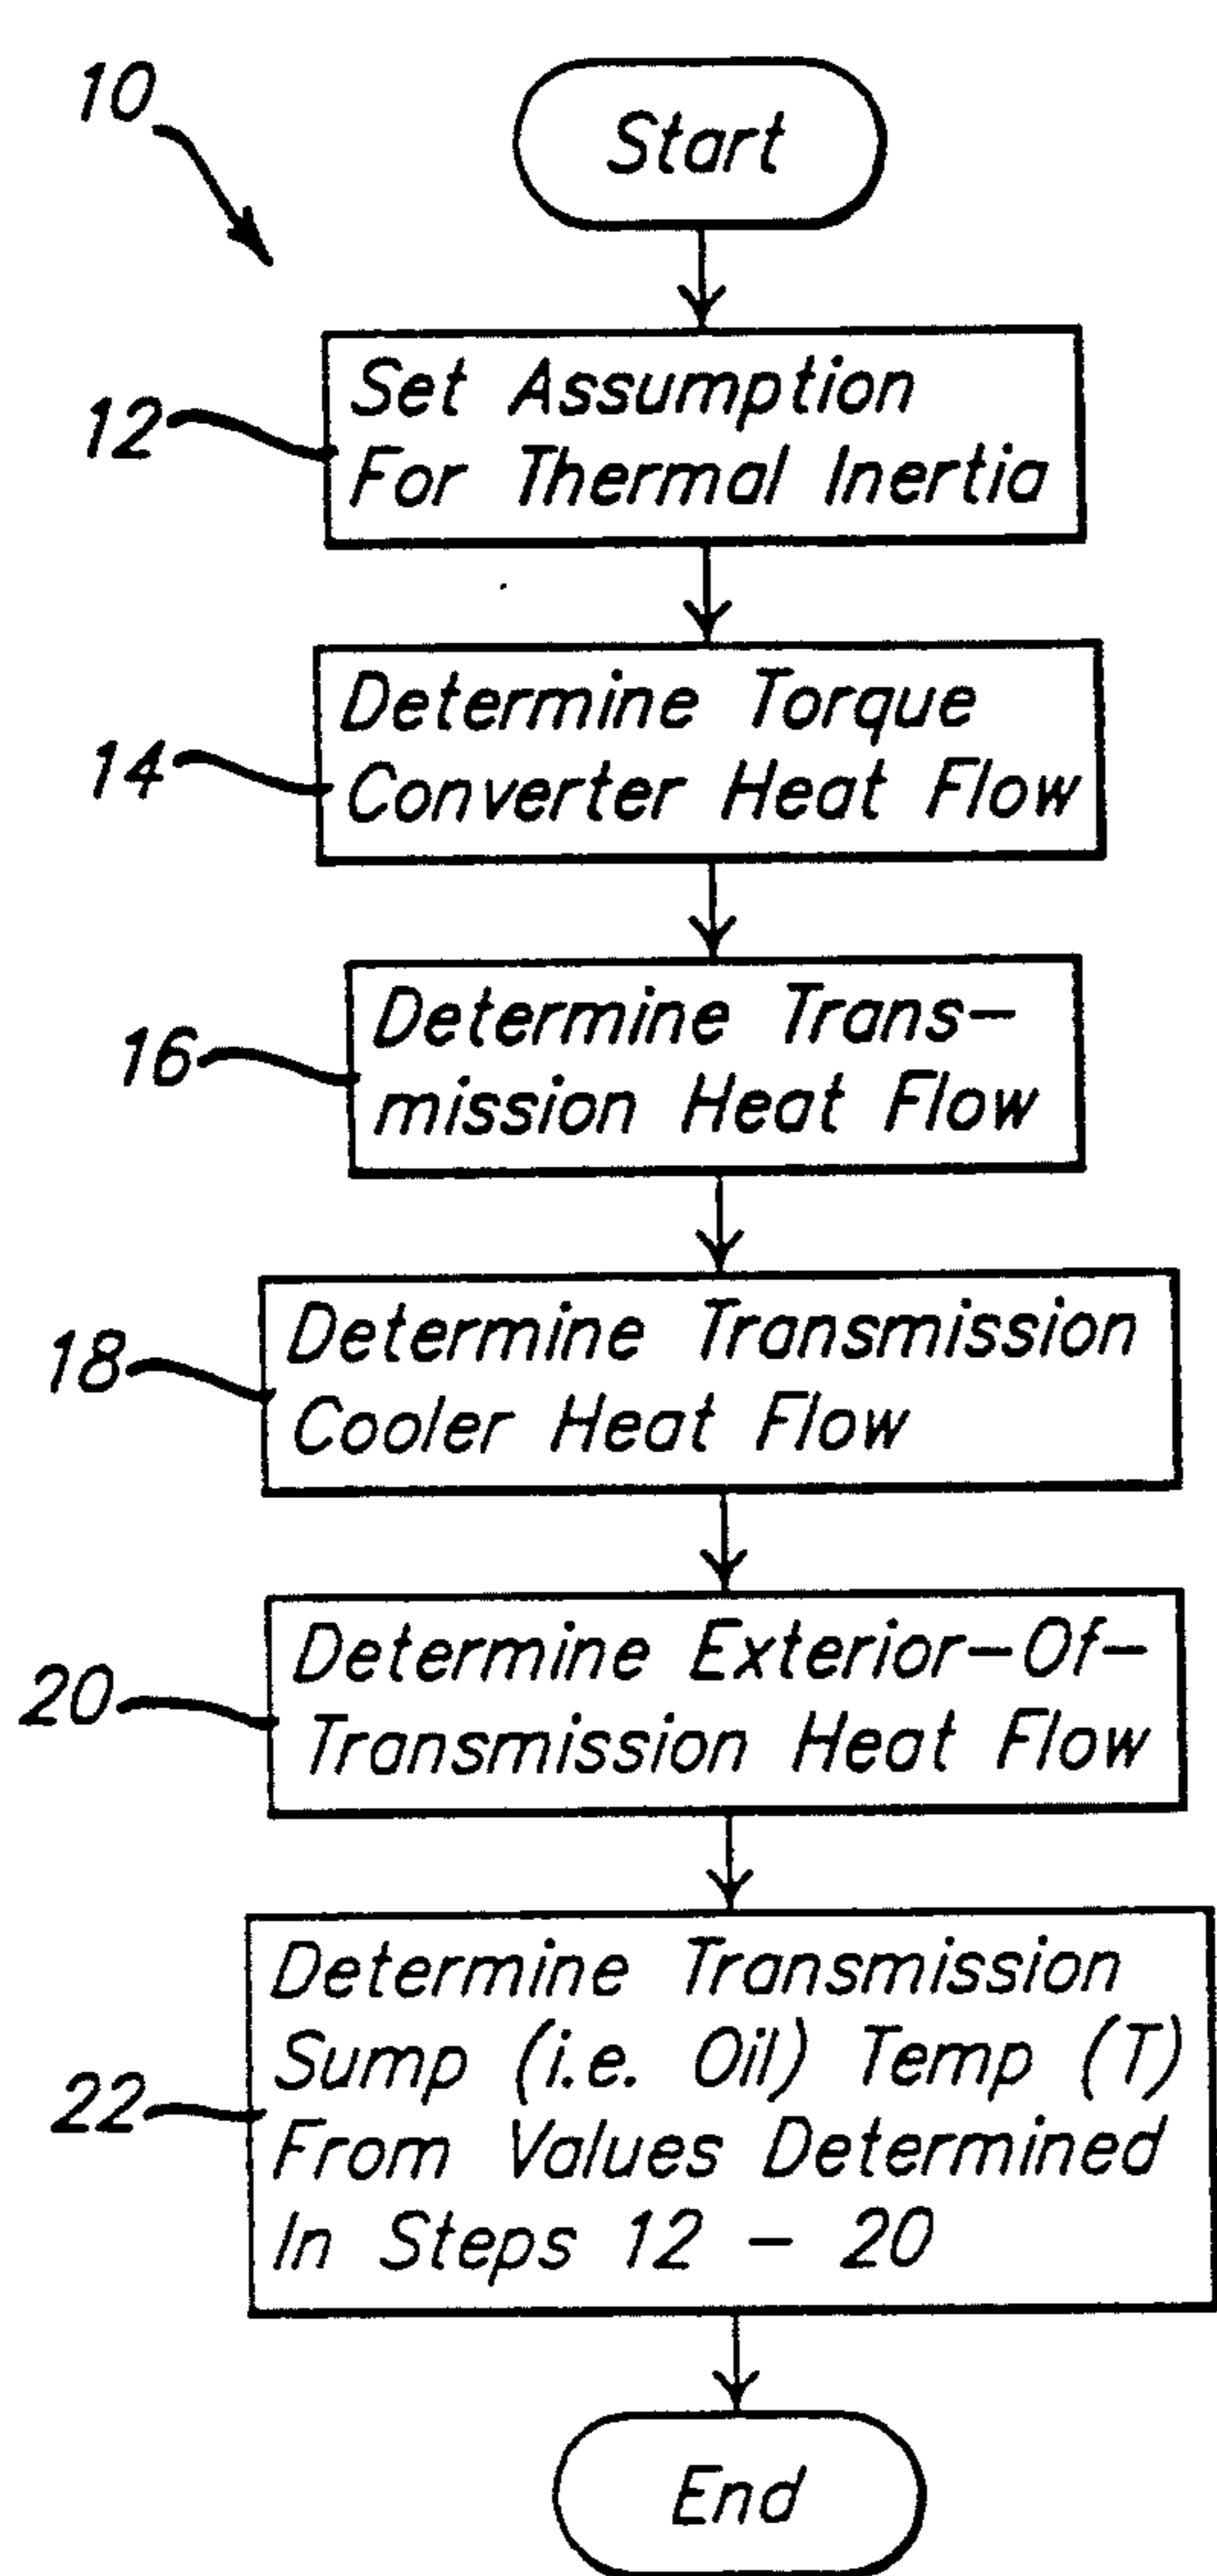 10
Start
12
Set Assumption
For Thermal Inertia
14
Determine Torque
Converter Heat Flow
16
Determine Trans-
mission Heat Flow
18
Determine Transmission
Cooler Heat Flow
20
Determine Exterior-Of-
Transmission Heat Flow
22
Determine Transmission
Sump (i.e. Oil) Temp (T)
From Values Determined
In Steps 12 - 20
End